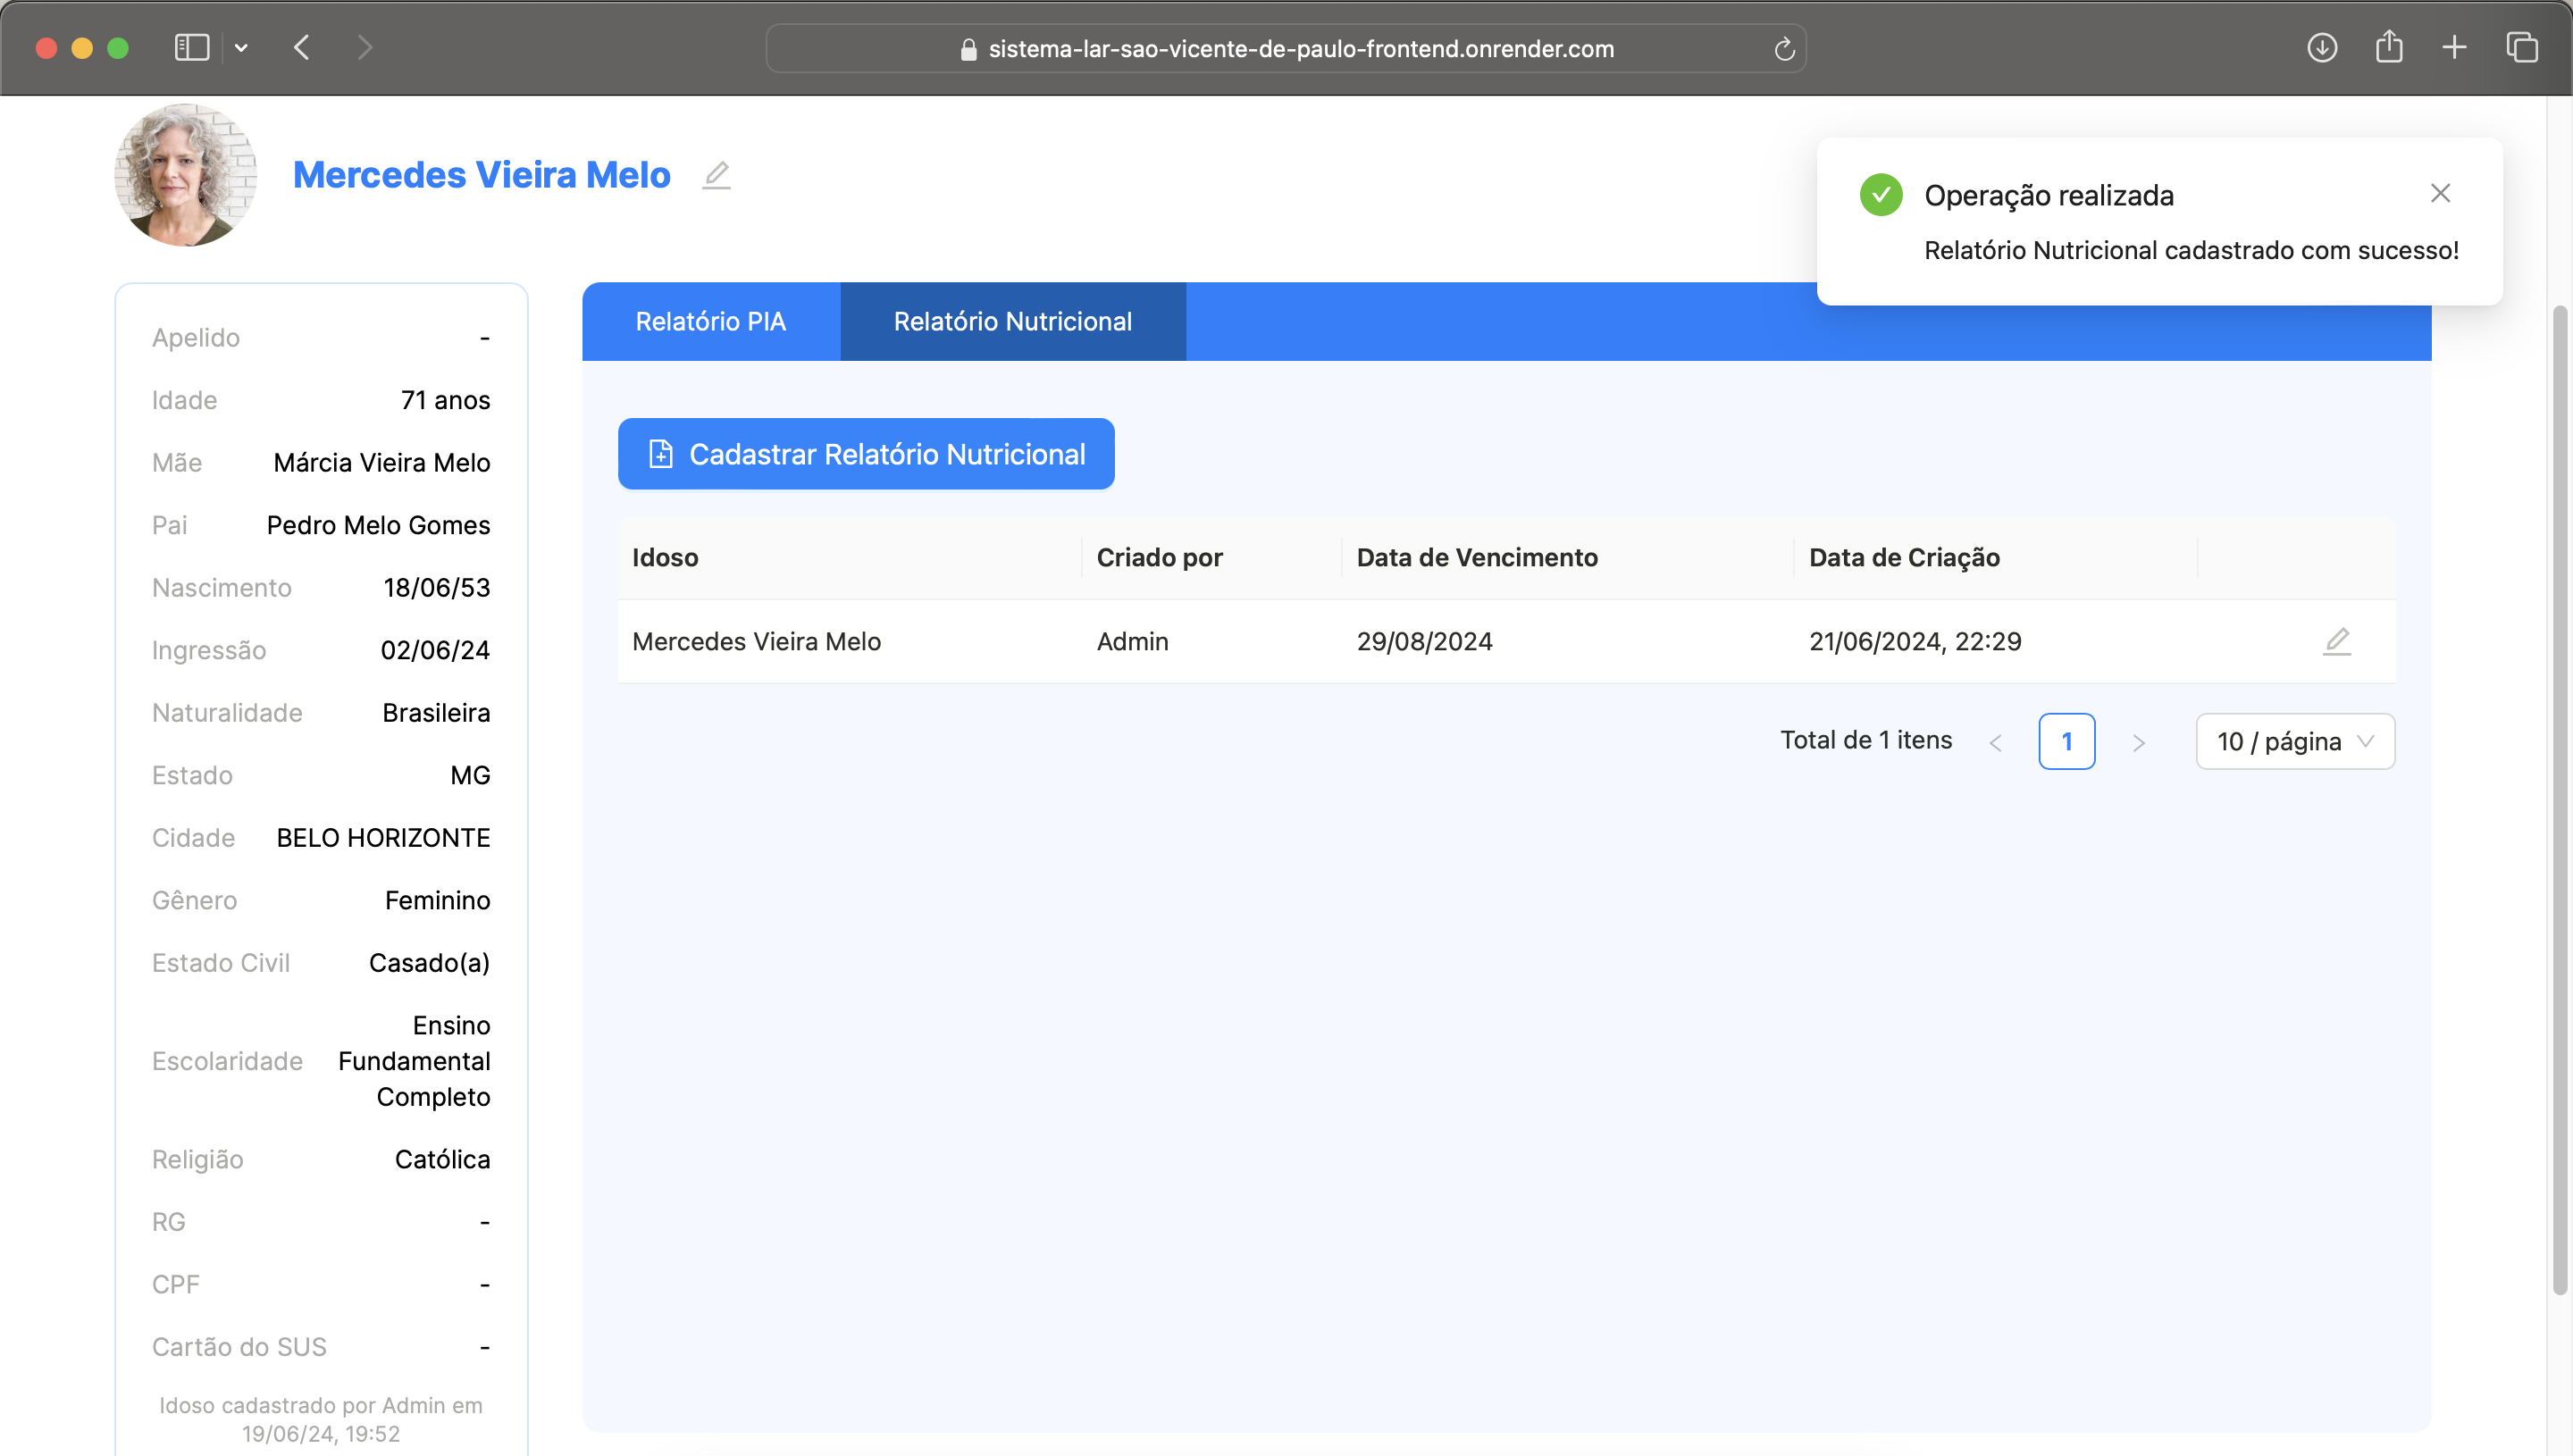 sistema-lar-sao-vicente-de-paulo-frontend.onrender.com
Mercedes Vieira Melo
Operação realizada
Relatório Nutricional cadastrado com sucesso!
Apelido -
Idade 71 anos
Mãe Márcia Vieira Melo
Pai Pedro Melo Gomes
Nascimento 18/06/53
Ingressão 02/06/24
Naturalidade Brasileira
Estado MG
Cidade BELO HORIZONTE
Gênero Feminino
Estado Civil Casado(a)
Escolaridade Ensino
Fundamental
Completo
Religião Católica
RG -
CPF -
Cartão do SUS -
Idoso cadastrado por Admin em
19/06/24, 19:52
Relatório PIA Relatório Nutricional
Cadastrar Relatório Nutricional
Idoso Criado por Data de Vencimento Data de Criação
Mercedes Vieira Melo Admin 29/08/2024 21/06/2024, 22:29
Total de 1 itens < 1 > 10 / página